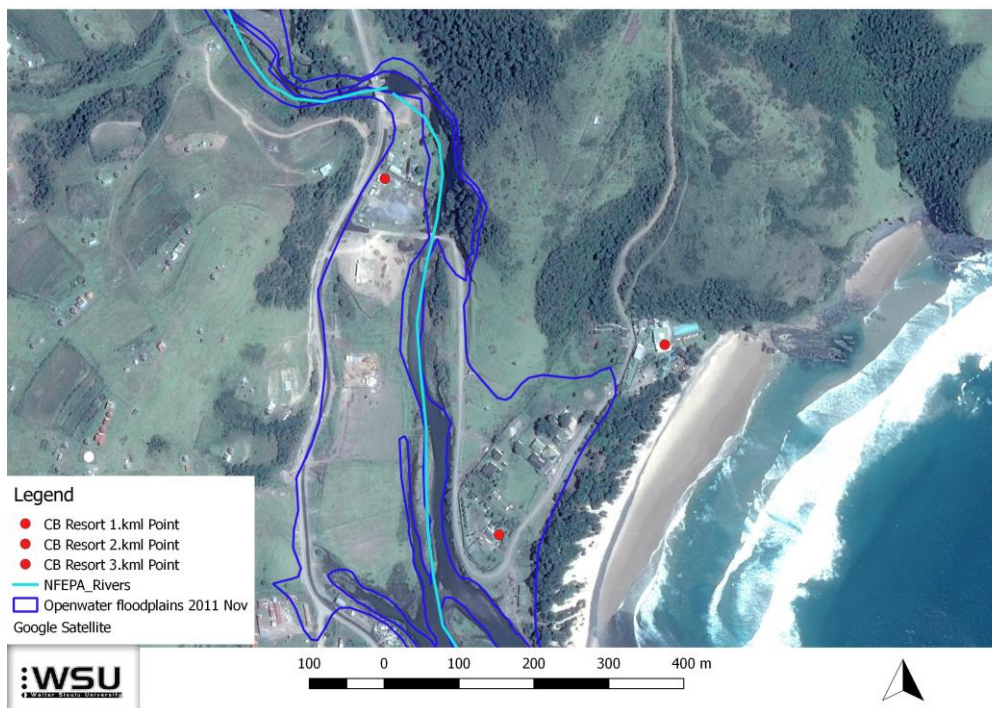 Legend
CB Resort 1.kml Point
CB Resort 2.kml Point
CB Resort 3.kml Point
NFEPA_Rivers
Openwater floodplains 2011 Nov
Google Satellite
WSU
Walter Sisulu University
100 0 100 200 300 400 m